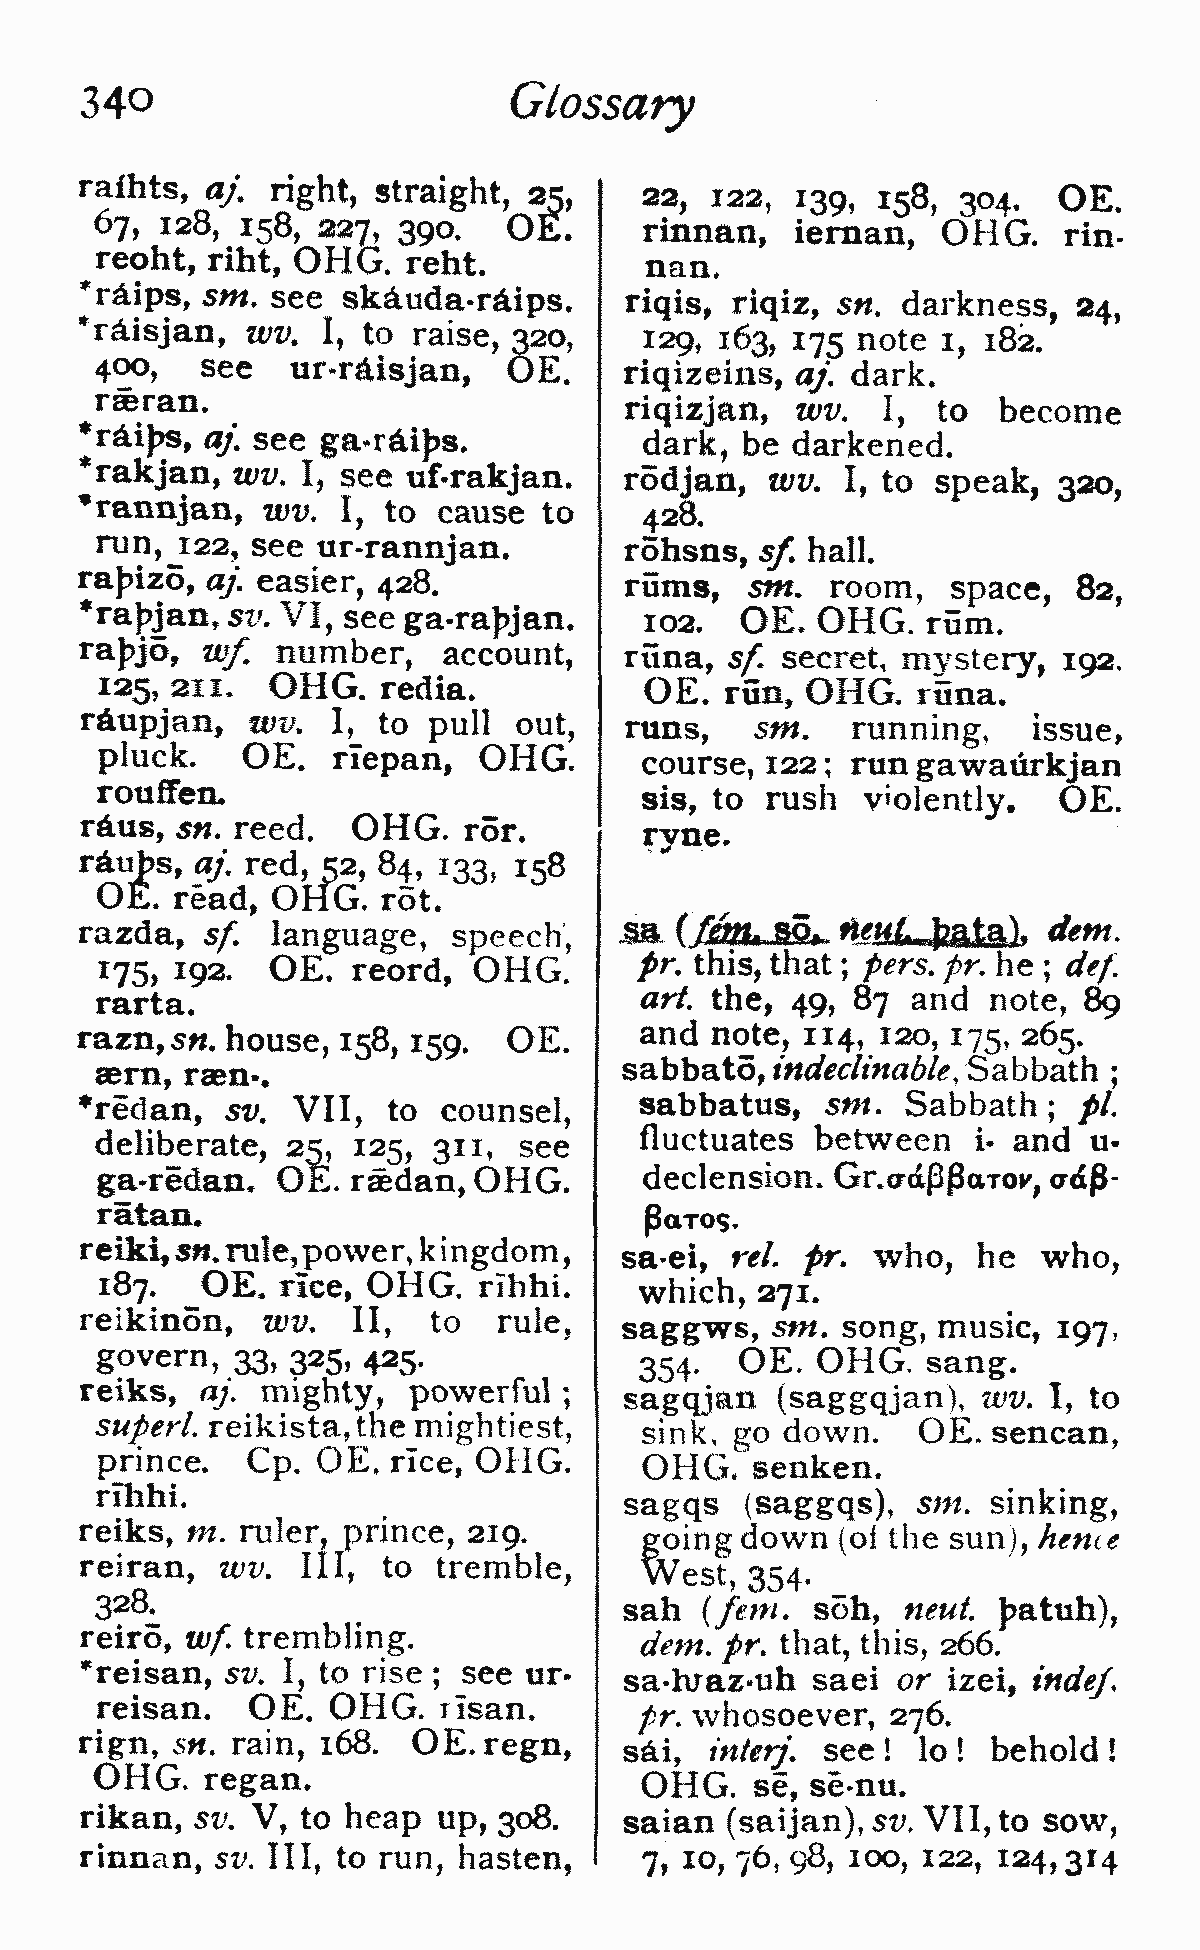 340 Glossary
raíhts, aj. right, straight, 25,
67, 128, 158, 227, 390. OE.
reoht, riht, OHG. reht.
*ráips, sm. see skáuda-ráips.
*ráisjan, wv. I, to raise, 320,
400, see ur-ráisjan, OE.
rǣran.
*ráiþs, aj. see ga-ráiþs.
*rakjan, wv. I, see uf-rakjan.
*rannjan, wv. I, to cause to
run, 122, see ur-rannjan.
raþizō, aj. easier, 428.
*raþjan, sv. VI, see ga-raþjan.
raþjō, wf. number, account,
125, 211. OHG. redia.
ráupjan, wv. I, to pull out,
pluck. OE. rīepan, OHG.
rouffen.
ráus, sn. reed. OHG. rōr.
ráuþs, aj. red, 52, 84, 133, 158
OE. rēad, OHG. rōt.
razda, sf. language, speech,
175, 192. OE. reord, OHG.
rarta.
razn, sn. house, 158, 159. OE.
ærn, ræn-.
*rēdan, sv. VII, to counsel,
deliberate, 25, 125, 311, see
ga-rēdan. OE. rǣdan, OHG.
rātan.
reiki, sn. rule, power, kingdom,
187. OE. rīce, OHG. rīhhi.
reikinōn, wv. II, to rule,
govern, 33, 325, 425.
reiks, aj. mighty, powerful ;
superl. reikista, the mightiest,
prince. Cp. OE. rīce, OHG.
rīhhi.
reiks, m. ruler, prince, 219.
reiran, wv. III, to tremble,
328.
reirō, wf. trembling.
*reisan, sv. I, to rise ; see ur-
reisan. OE. OHG. rīsan.
rign, sn. rain, 168. OE. regn,
OHG. regan.
rikan, sv. V, to heap up, 308.
rinnan, sv. III, to run, hasten,
22, 122, 139, 158, 304. OE.
rinnan, iernan, OHG. rin-
nan.
riqis, riqiz, sn. darkness, 24,
129, 163, 175 note 1, 182.
riqizeins, aj. dark.
riqizjan, wv. I, to become
dark, be darkened.
rōdjan, wv. I, to speak, 320,
428.
rōhsns, sf. hall.
rūms, sm. room, space, 82,
102. OE. OHG. rūm.
rūna, sf. secret, mystery, 192.
OE. rūn, OHG. rūna.
runs, sm. running, issue,
course, 122 ; run gawaúrkjan
sis, to rush violently. OE.
ryne.
sa (fem. sō, neut. þata), dem.
pr. this, that ; pers. pr. he ; def.
art. the, 49, 87 and note, 89
and note, 114, 120, 175, 265.
sabbatō, indeclinable, Sabbath ;
sabbatus, sm. Sabbath ; pl.
fluctuates between i- and u-
declension. Gr. σάββατον, σάβ-
βατος.
sa-ei, rel. pr. who, he who,
which, 271.
saggws, sm. song, music, 197,
354. OE. OHG. sang.
sagqjan (saggqjan), wv. I, to
sink, go down. OE. sencan,
OHG. senken.
sagqs (saggqs), sm. sinking,
going down (of the sun), hence
West, 354.
sah (fem. sōh, neut. þatuh),
dem. pr. that, this, 266.
sa-ƕaz-uh saei or izei, indef.
pr. whosoever, 276.
sái, interj. see! lo! behold!
OHG. sē, sē-nu.
saian (saijan), sv. VII, to sow,
7, 10, 76, 98, 100, 122, 124, 314